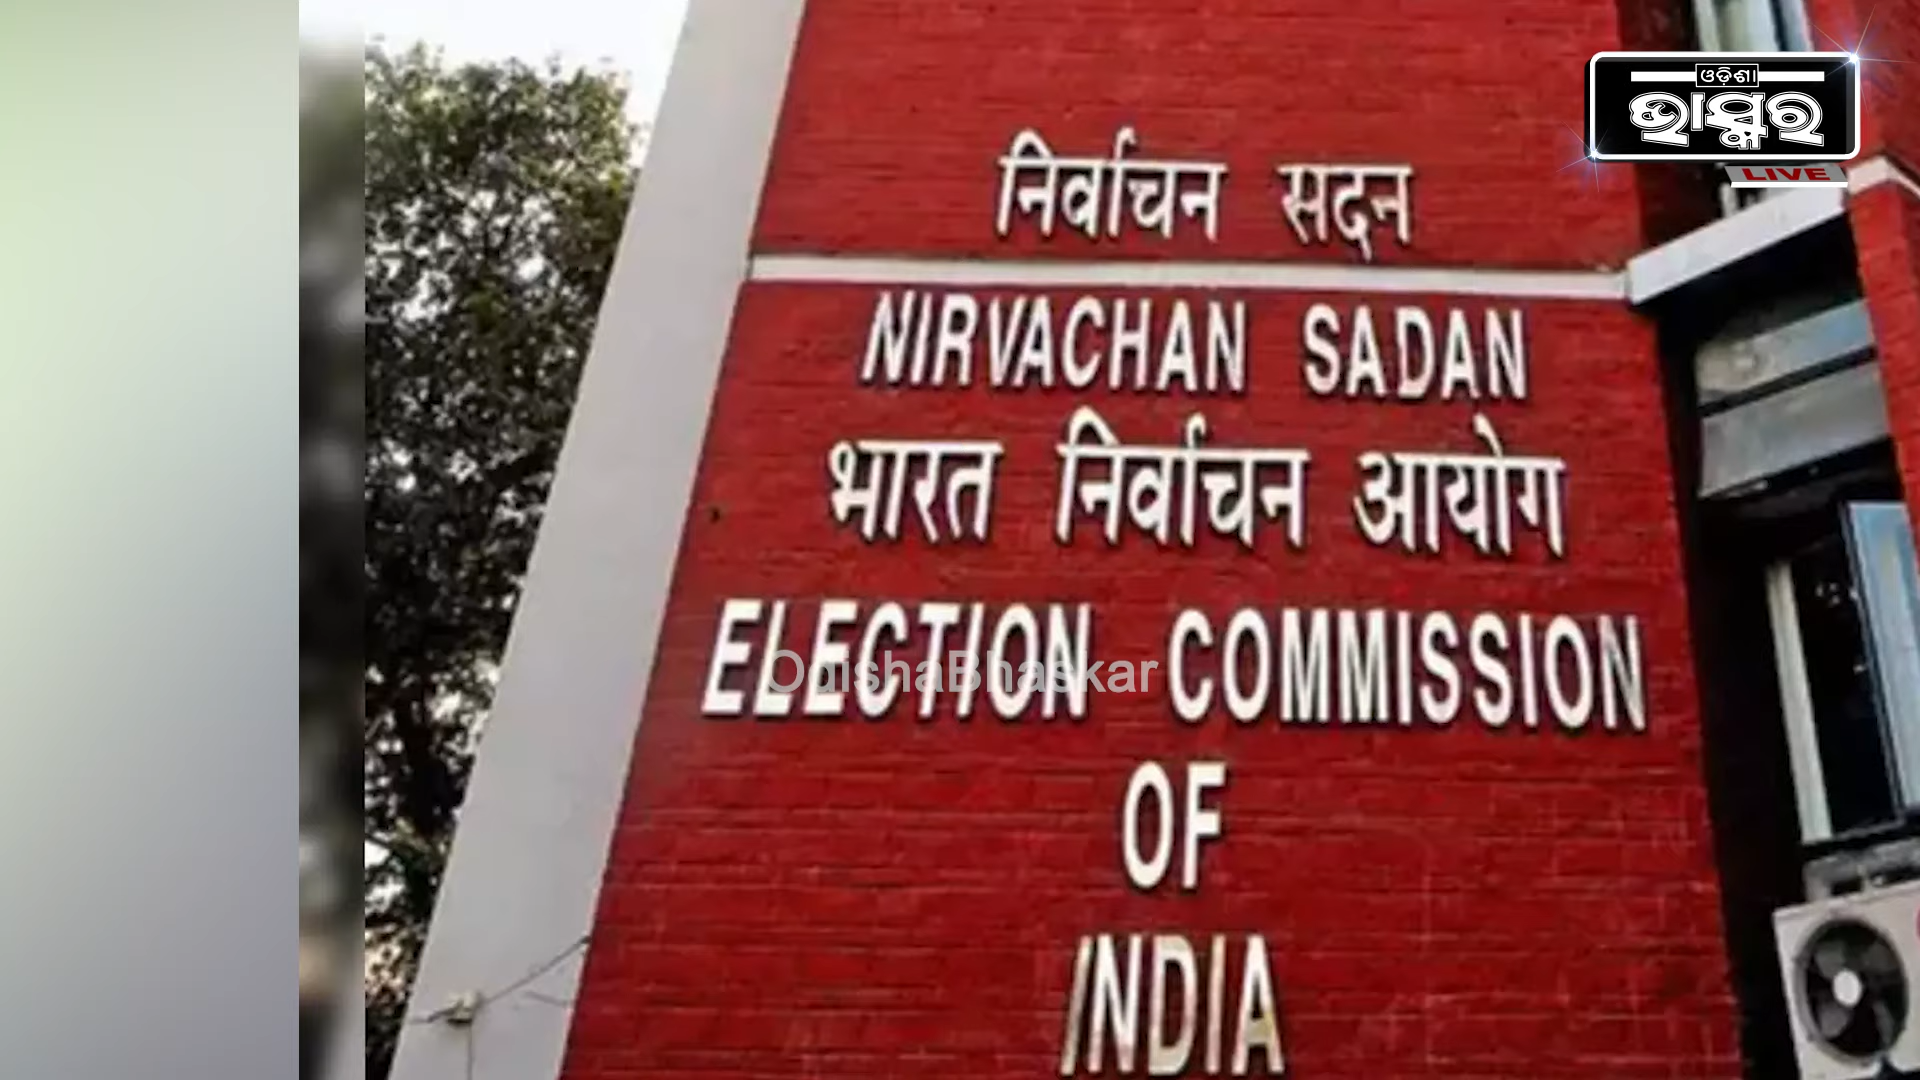 ଓଡ଼ିଶା
ଭାସ୍କର
LIVE
निर्वाचन सदन
NIRVACHAN SADAN
भारत निर्वाचन आयोग
ELECTION COMMISSION
OdishaBhaskar
OF
INDIA